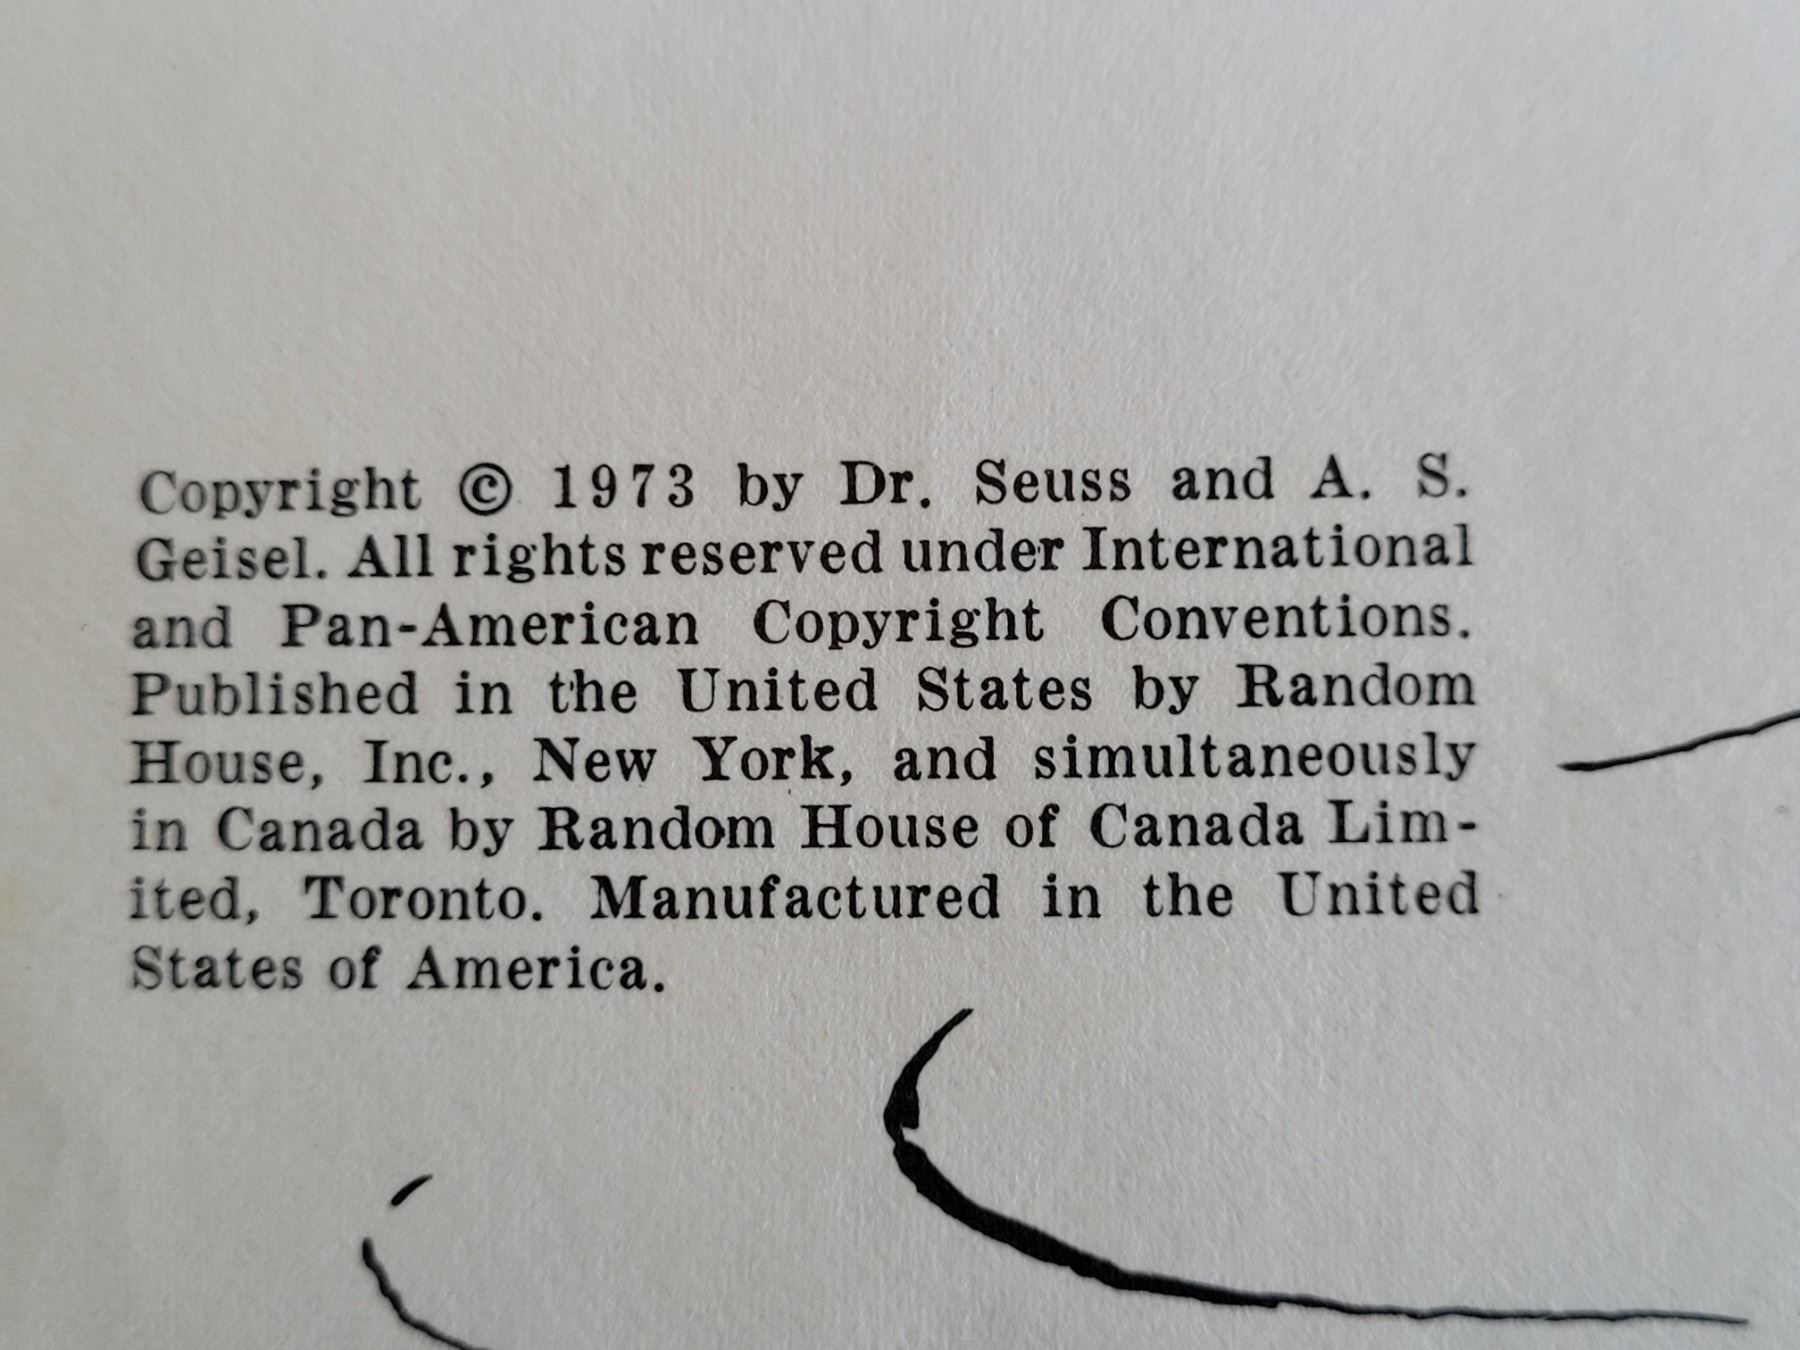 Copyright © 1973 by Dr. Seuss and A. S.
Geisel. All rights reserved under International
and Pan-American Copyright Conventions.
Published in the United States by Random
House, Inc., New York, and simultaneously
in Canada by Random House of Canada Lim-
ited, Toronto. Manufactured in the United
States of America.